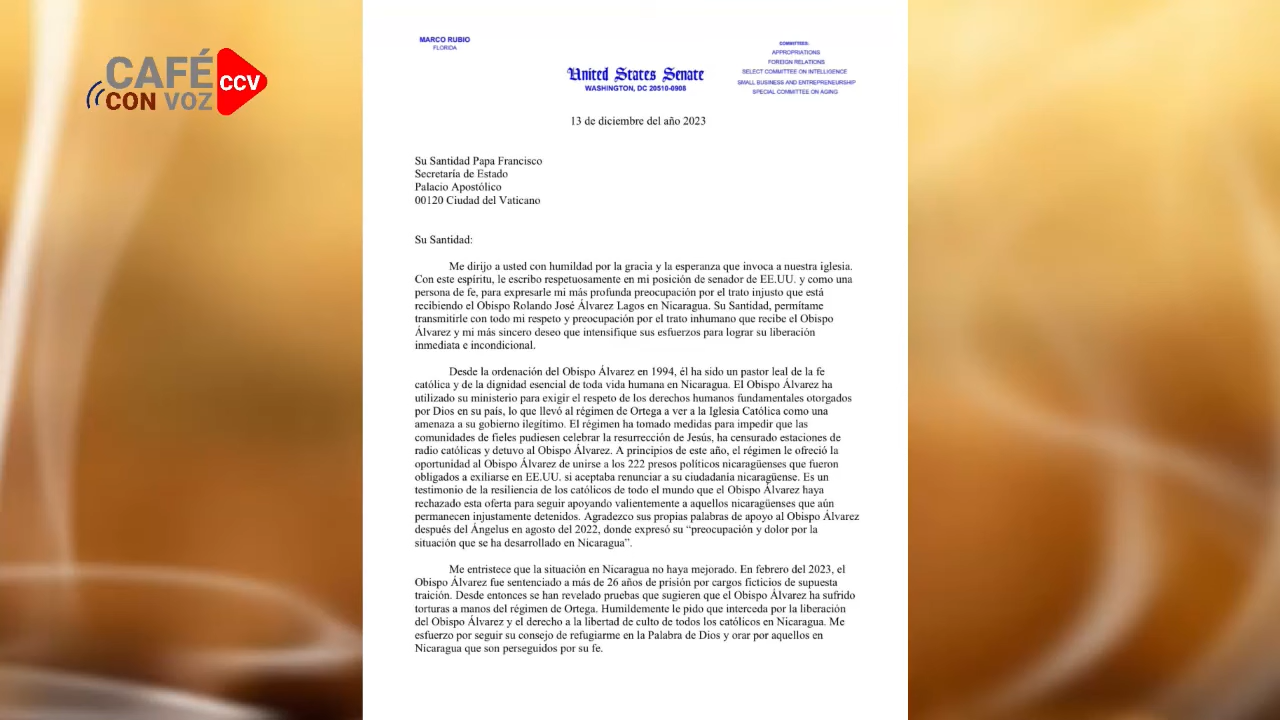 CAFÉ
CON VOZ
CCV
MARCO RUBIO
FLORIDA
United States Senate
WASHINGTON, DC 20510-0908
COMMITTEES:
APPROPRIATIONS
FOREIGN RELATIONS
SELECT COMMITTEE ON INTELLIGENCE
SMALL BUSINESS AND ENTREPRENEURSHIP
SPECIAL COMMITTEE ON AGING
13 de diciembre del año 2023
Su Santidad Papa Francisco
Secretaría de Estado
Palacio Apostólico
00120 Ciudad del Vaticano
Su Santidad:
Me dirijo a usted con humildad por la gracia y la esperanza que invoca a nuestra iglesia.
Con este espíritu, le escribo respetuosamente en mi posición de senador de EE.UU. y como una
persona de fe, para expresarle mi más profunda preocupación por el trato injusto que está
recibiendo el Obispo Rolando José Álvarez Lagos en Nicaragua. Su Santidad, permítame
transmitirle con todo mi respeto y preocupación por el trato inhumano que recibe el Obispo
Álvarez y mi más sincero deseo que intensifique sus esfuerzos para lograr su liberación
inmediata e incondicional.
Desde la ordenación del Obispo Álvarez en 1994, él ha sido un pastor leal de la fe
católica y de la dignidad esencial de toda vida humana en Nicaragua. El Obispo Álvarez ha
utilizado su ministerio para exigir el respeto de los derechos humanos fundamentales otorgados
por Dios en su país, lo que llevó al régimen de Ortega a ver a la Iglesia Católica como una
amenaza a su gobierno ilegítimo. El régimen ha tomado medidas para impedir que las
comunidades de fieles pudiesen celebrar la resurrección de Jesús, ha censurado estaciones de
radio católicas y detuvo al Obispo Álvarez. A principios de este año, el régimen le ofreció la
oportunidad al Obispo Álvarez de unirse a los 222 presos políticos nicaragüenses que fueron
obligados a exiliarse en EE.UU. si aceptaba renunciar a su ciudadanía nicaragüense. Es un
testimonio de la resiliencia de los católicos de todo el mundo que el Obispo Álvarez haya
rechazado esta oferta para seguir apoyando valientemente a aquellos nicaragüenses que aún
permanecen injustamente detenidos. Agradezco sus propias palabras de apoyo al Obispo Álvarez
después del Ángelus en agosto del 2022, donde expresó su “preocupación y dolor por la
situación que se ha desarrollado en Nicaragua”.
Me entristece que la situación en Nicaragua no haya mejorado. En febrero del 2023, el
Obispo Álvarez fue sentenciado a más de 26 años de prisión por cargos ficticios de supuesta
traición. Desde entonces se han revelado pruebas que sugieren que el Obispo Álvarez ha sufrido
torturas a manos del régimen de Ortega. Humildemente le pido que interceda por la liberación
del Obispo Álvarez y el derecho a la libertad de culto de todos los católicos en Nicaragua. Me
esfuerzo por seguir su consejo de refugiarme en la Palabra de Dios y orar por aquellos en
Nicaragua que son perseguidos por su fe.